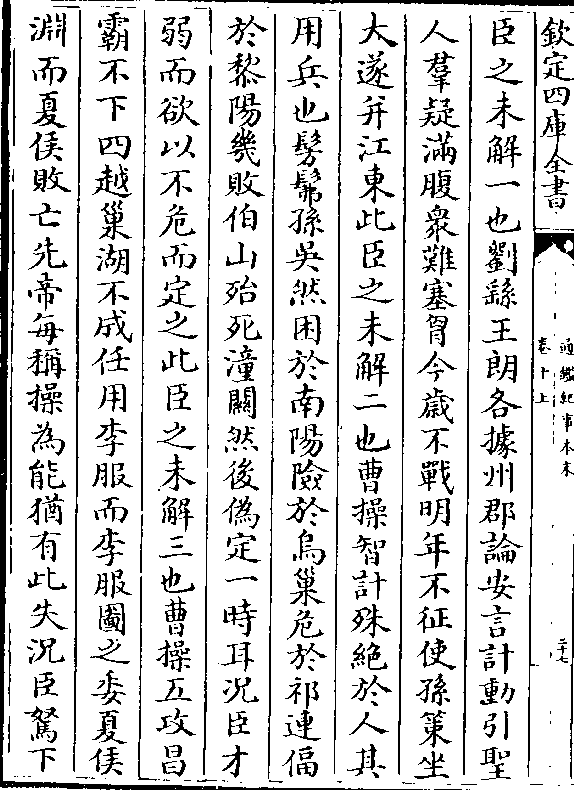 欽定四庫全書
通鑑紀事本末
卷十上
二十七
臣之未解一也劉繇王朗各據州郡論安言計動引聖
人羣疑滿腹衆難塞胷今歲不戰明年不征使孫策坐
大遂并江東此臣之未解二也曹操智計殊絶於人其
用兵也髣髴孫吳然困於南陽險於烏巢危於祁連偪
於黎陽幾敗伯山殆死潼關然後偽定一時耳況臣才
弱而欲以不危而定之此臣之未解三也曹操五攻昌
霸不下四越巢湖不成任用李服而李服圖之委夏侯
淵而夏侯敗亡先帝每稱操為能猶有此失況臣駑下